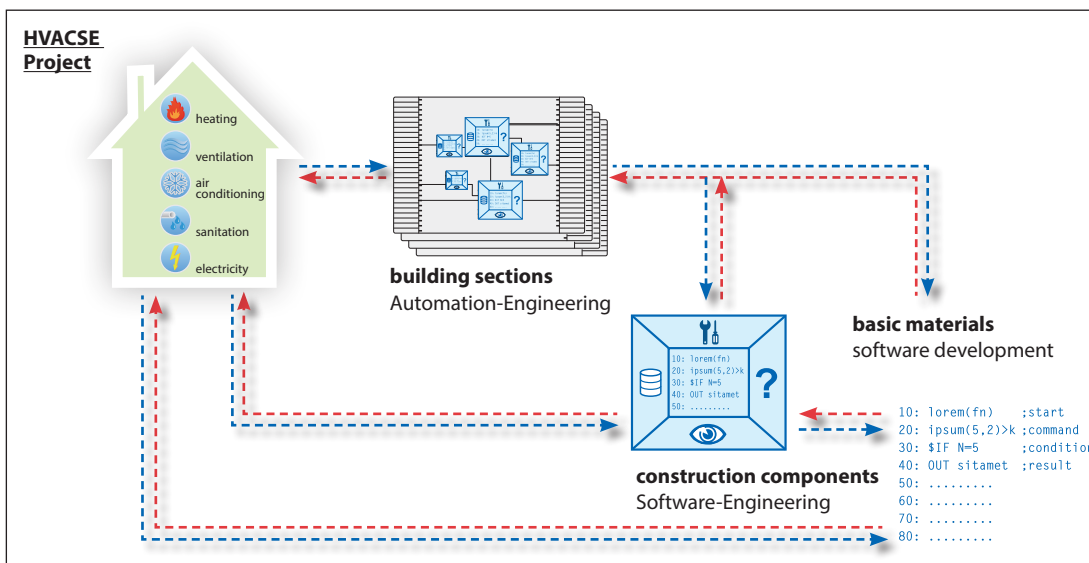 HVACSE
Project
heating
ventilation
air
conditioning
sanitation
electricity
building sections
Automation-Engineering
10: lorem(fn)
20: ipsum(5,2)>k
30: $IF N=5
40: OUT sitamet
50: .........
?
construction components
Software-Engineering
basic materials
software development
10: lorem(fn) ;start
20: ipsum(5,2)>k ;command
30: $IF N=5 ;condition
40: OUT sitamet ;result
50: .........
60: .........
70: .........
80: .........